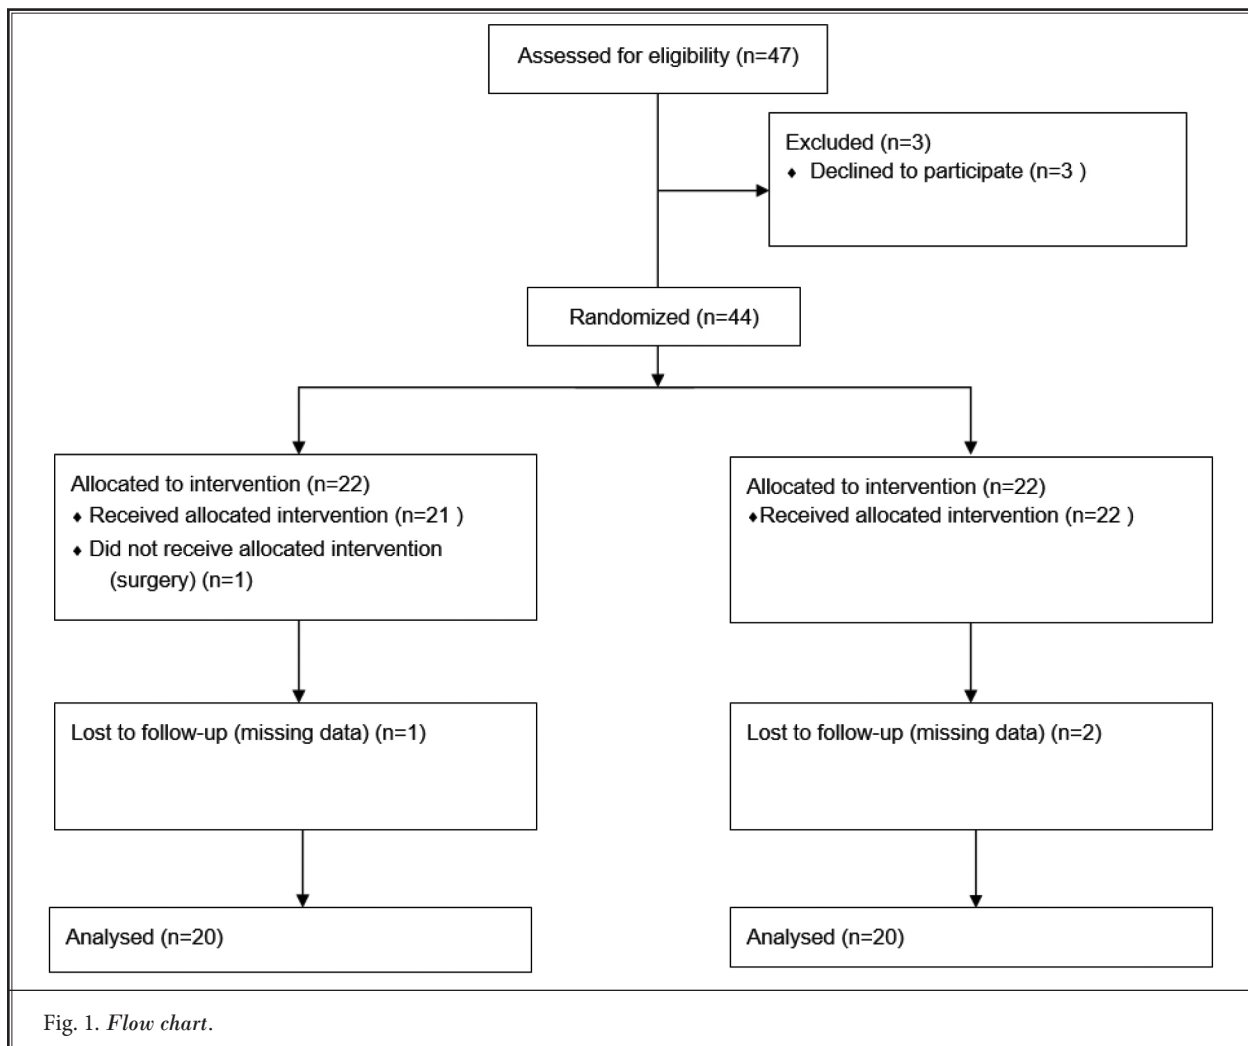 Assessed for eligibility (n=47)
Excluded (n=3)
♦ Declined to participate (n=3 )
Randomized (n=44)
Allocated to intervention (n=22)
♦ Received allocated intervention (n=21 )
♦ Did not receive allocated intervention
(surgery) (n=1)
Allocated to intervention (n=22)
♦Received allocated intervention (n=22 )
Lost to follow-up (missing data) (n=1)
Lost to follow-up (missing data) (n=2)
Analysed (n=20)
Analysed (n=20)
Fig. 1. Flow chart.